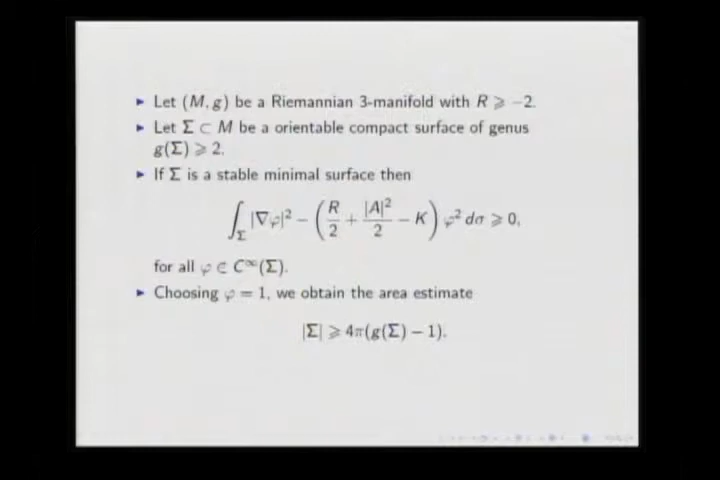 ▶ Let (M, g) be a Riemannian 3-manifold with R ⩾ −2.
▶ Let Σ ⊂ M be a orientable compact surface of genus
g(Σ) ⩾ 2.
▶ If Σ is a stable minimal surface then
∫_Σ |∇φ|² − (R/2 + |A|²/2 − K) φ² dσ ⩾ 0,
for all φ ∈ C^∞(Σ).
▶ Choosing φ = 1, we obtain the area estimate
|Σ| ⩾ 4π(g(Σ) − 1).